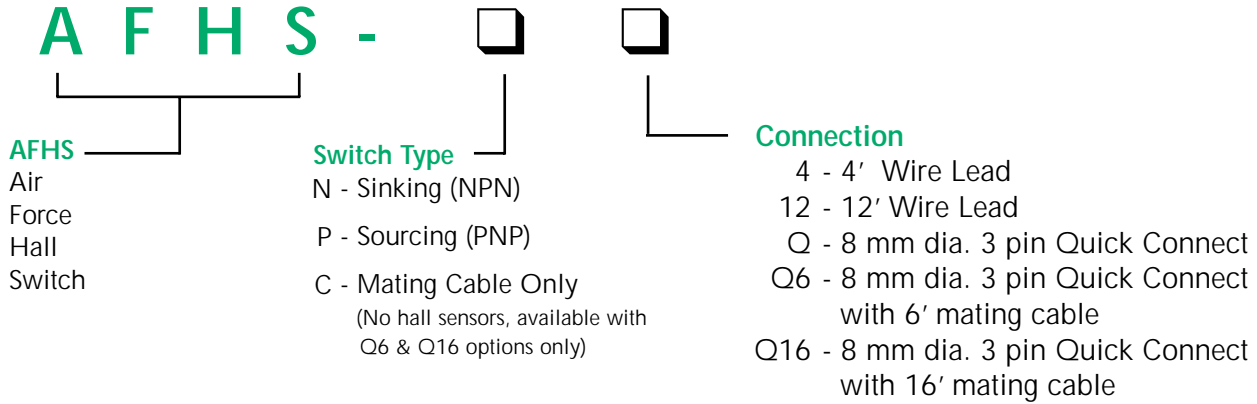 A F H S -
AFHS
Air
Force
Hall
Switch
Switch Type
N - Sinking (NPN)
P - Sourcing (PNP)
C - Mating Cable Only
(No hall sensors, available with
Q6 & Q16 options only)
Connection
4 - 4′ Wire Lead
12 - 12′ Wire Lead
Q - 8 mm dia. 3 pin Quick Connect
Q6 - 8 mm dia. 3 pin Quick Connect
with 6′ mating cable
Q16 - 8 mm dia. 3 pin Quick Connect
with 16′ mating cable